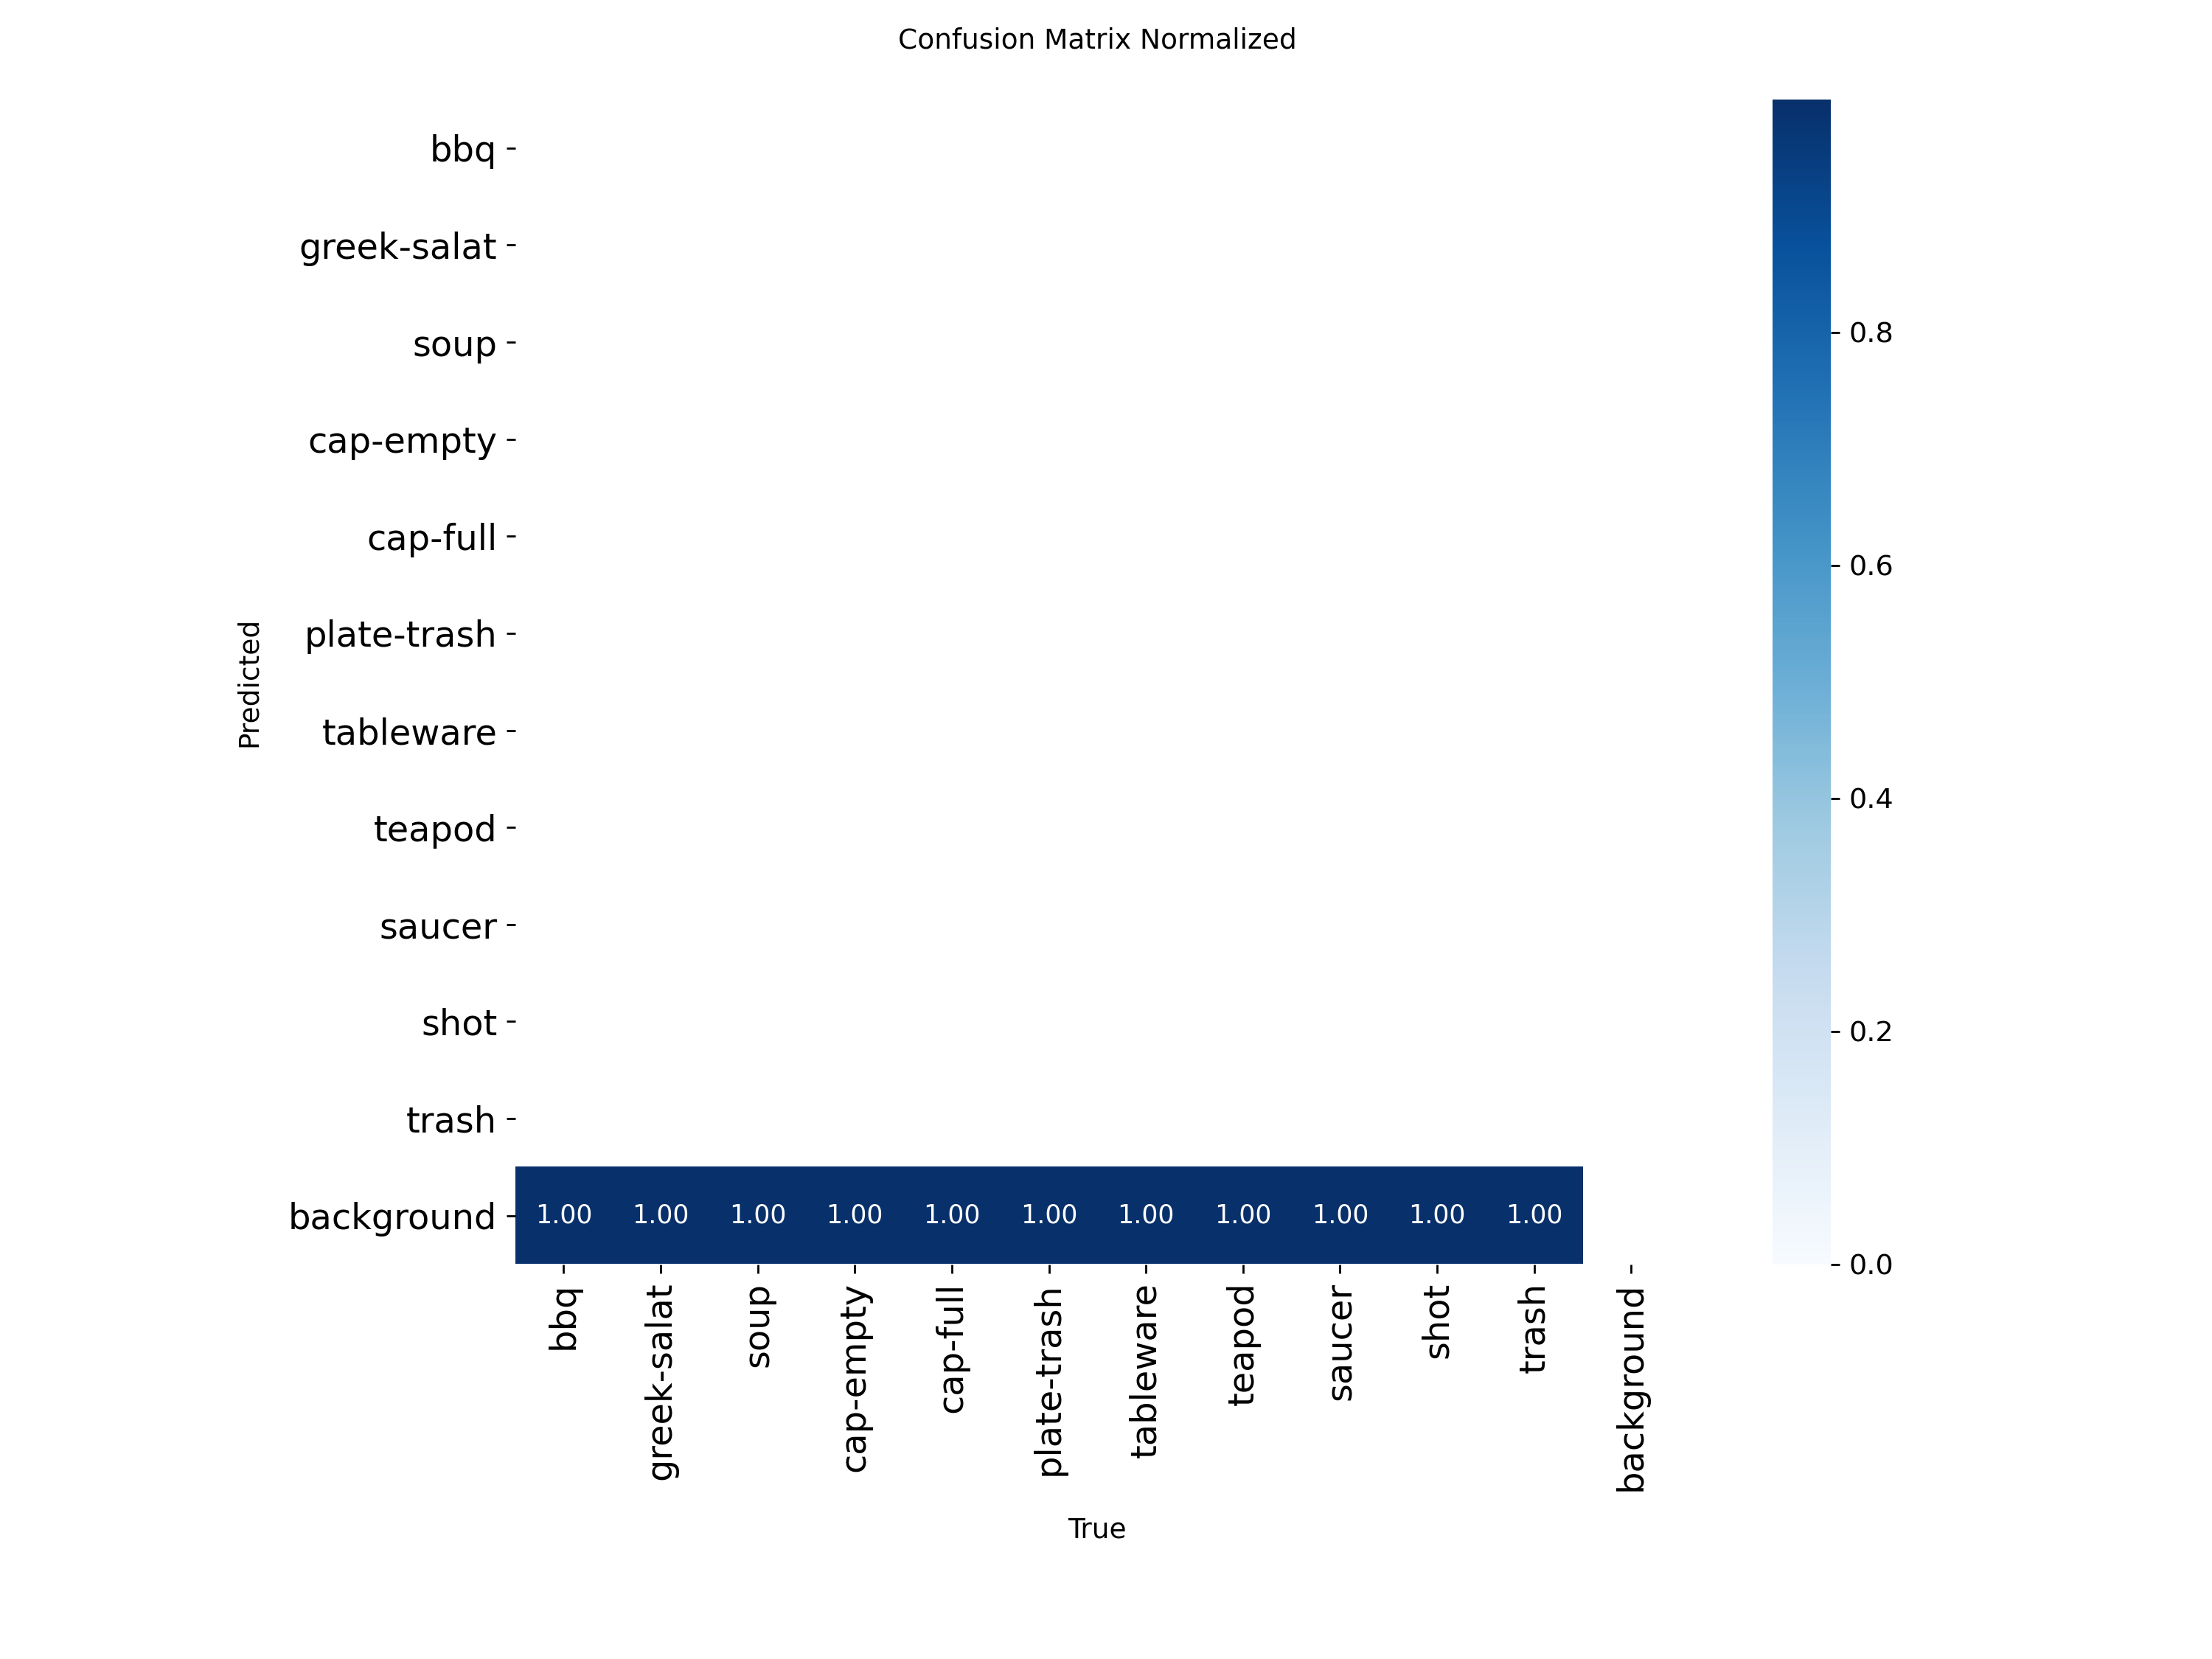 Confusion Matrix Normalized
Predicted
bbq
greek-salat
soup
cap-empty
cap-full
plate-trash
tableware
teapod
saucer
shot
trash
background
1.00 1.00 1.00 1.00 1.00 1.00 1.00 1.00 1.00 1.00 1.00
bbq
greek-salat
soup
cap-empty
cap-full
plate-trash
tableware
teapod
saucer
shot
trash
background
True
0.8
0.6
0.4
0.2
0.0